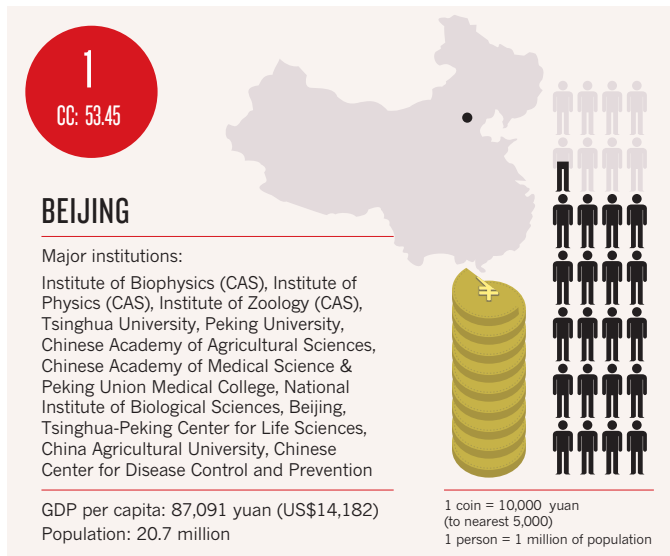 1
CC: 53.45
BEIJING
Major institutions:
Institute of Biophysics (CAS), Institute of
Physics (CAS), Institute of Zoology (CAS),
Tsinghua University, Peking University,
Chinese Academy of Agricultural Sciences,
Chinese Academy of Medical Science &
Peking Union Medical College, National
Institute of Biological Sciences, Beijing,
Tsinghua-Peking Center for Life Sciences,
China Agricultural University, Chinese
Center for Disease Control and Prevention
GDP per capita: 87,091 yuan (US$14,182)
Population: 20.7 million
¥
1 coin = 10,000 yuan
(to nearest 5,000)
1 person = 1 million of population